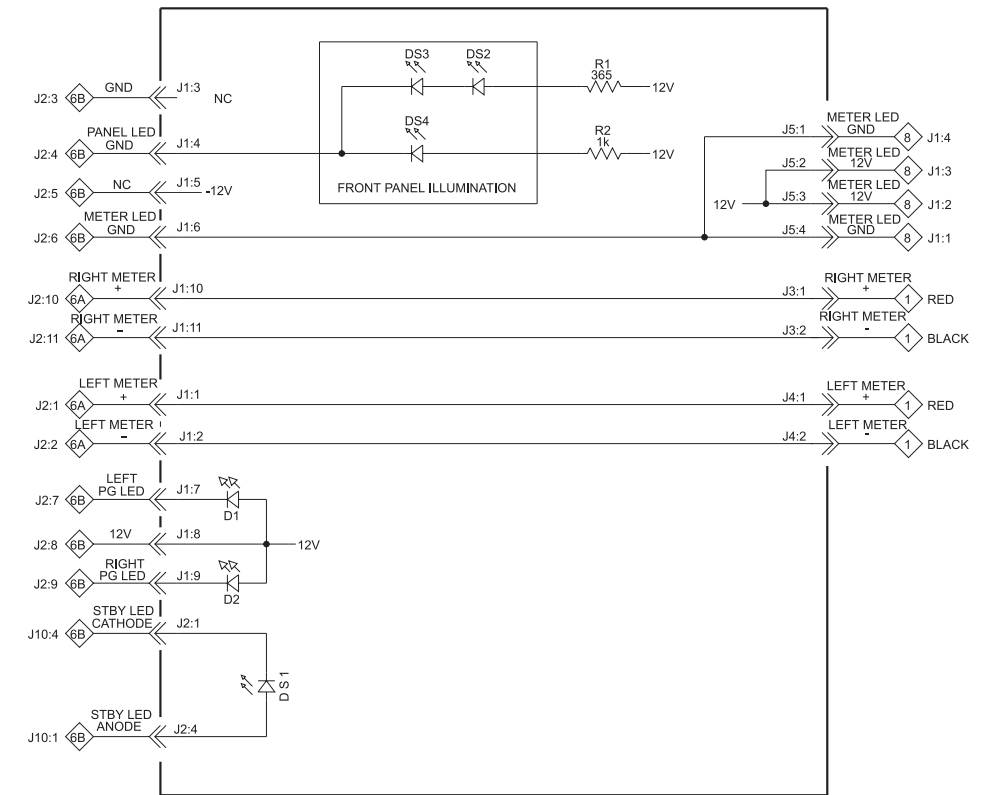 DS3 DS2
R1
365
12V
DS4
R2
1k
12V
FRONT PANEL ILLUMINATION
J2:3 6B GND J1:3 NC
PANEL LED
J2:4 6B GND J1:4
J2:5 6B NC J1:5 -12V
METER LED
J2:6 6B GND J1:6
METER LED
J5:1 GND 8 J1:4
METER LED
J5:2 12V 8 J1:3
METER LED
12V J5:3 12V 8 J1:2
METER LED
J5:4 GND 8 J1:1
RIGHT METER
J2:10 6A + J1:10
RIGHT METER
J3:1 + 1 RED
RIGHT METER
J2:11 6A - J1:11
RIGHT METER
J3:2 - 1 BLACK
LEFT METER
J2:1 6A + J1:1
LEFT METER
J4:1 + 1 RED
LEFT METER
J2:2 6A - J1:2
LEFT METER
J4:2 - 1 BLACK
LEFT
J2:7 6B PG LED J1:7
D1
J2:8 6B 12V J1:8 12V
RIGHT
J2:9 6B PG LED J1:9
D2
STBY LED
J10:4 6B CATHODE J2:1
DS1
STBY LED
J10:1 6B ANODE J2:4